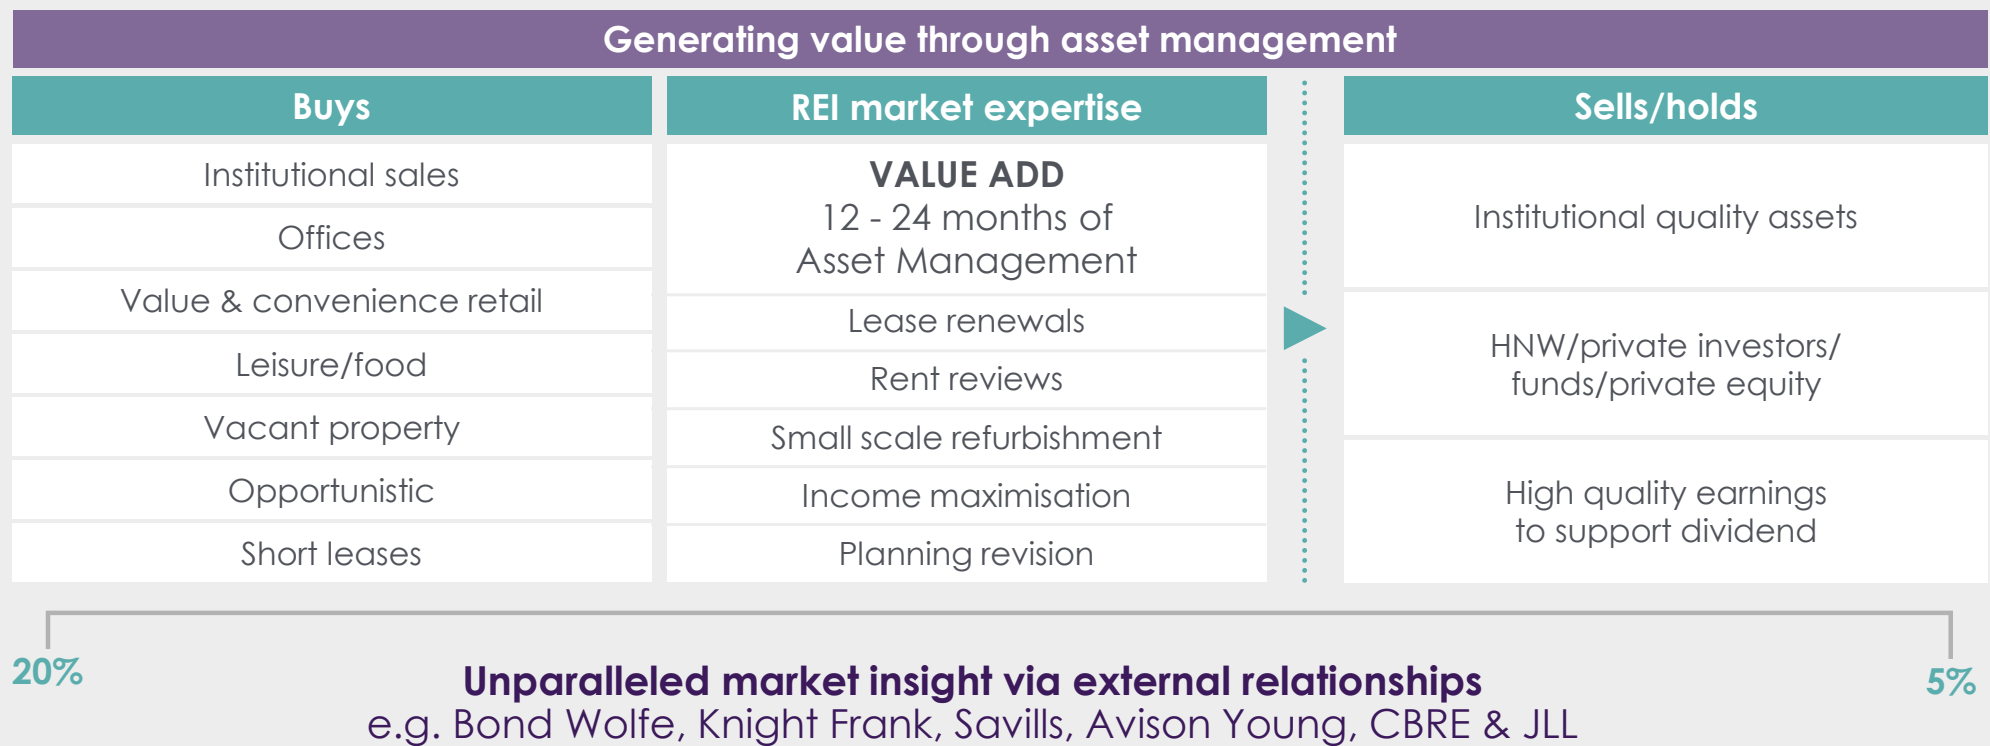 Generating value through asset management
Buys
Institutional sales
Offices
Value & convenience retail
Leisure/food
Vacant property
Opportunistic
Short leases
REI market expertise
VALUE ADD
12 - 24 months of
Asset Management
Lease renewals
Rent reviews
Small scale refurbishment
Income maximisation
Planning revision
Sells/holds
Institutional quality assets
HNW/private investors/
funds/private equity
High quality earnings
to support dividend
20%
Unparalleled market insight via external relationships
e.g. Bond Wolfe, Knight Frank, Savills, Avison Young, CBRE & JLL
5%